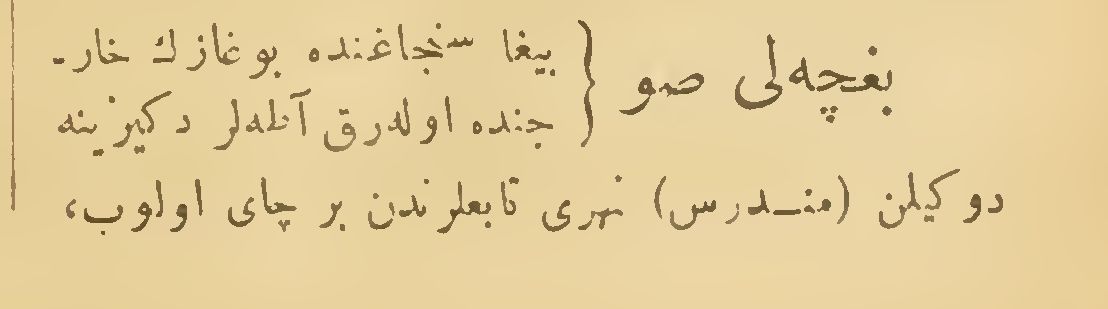 بغچه‌لی صو { بیغا سنجاغنده بوغازك خار-
جنده اوله‌رق آطه‌لر دکیزینه
دوکیلن (مندرس) نهری تابعلرندن بر چای اولوب،